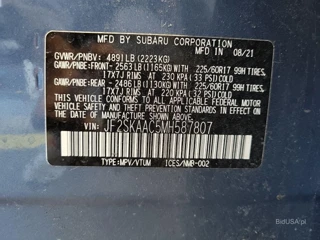 MFD BY SUBARU CORPORATION
GVWR/PNBV: 4891LB (2223KG) MFD IN 08/21
GAWR/PNBE-FRONT-2563LB(1165KG)WITH 225/60R17 99H TIRES.
17X7J RIMS. AT 230 KPA (33 PSI)COLD
GAWR/PNBE-REAR-2486LB(1130KG)WITH 225/60R17 99H TIRES.
17X7J RIMS. AT 220 KPA (32 PSI)COLD
THIS VEHICLE CONFORMS TO ALL APPLICABLE FEDERAL
MOTOR VEHICLE SAFETY, BUMPER, AND THEFT PREVENTION
STANDARDS IN EFFECT ON THE DATE OF MANUFACTURE
SHOWN ABOVE.
VIN: JF2SKAAC5MH587807
TYPE:MPV/VTUM ICES/NMB-002
BidUSA.pl